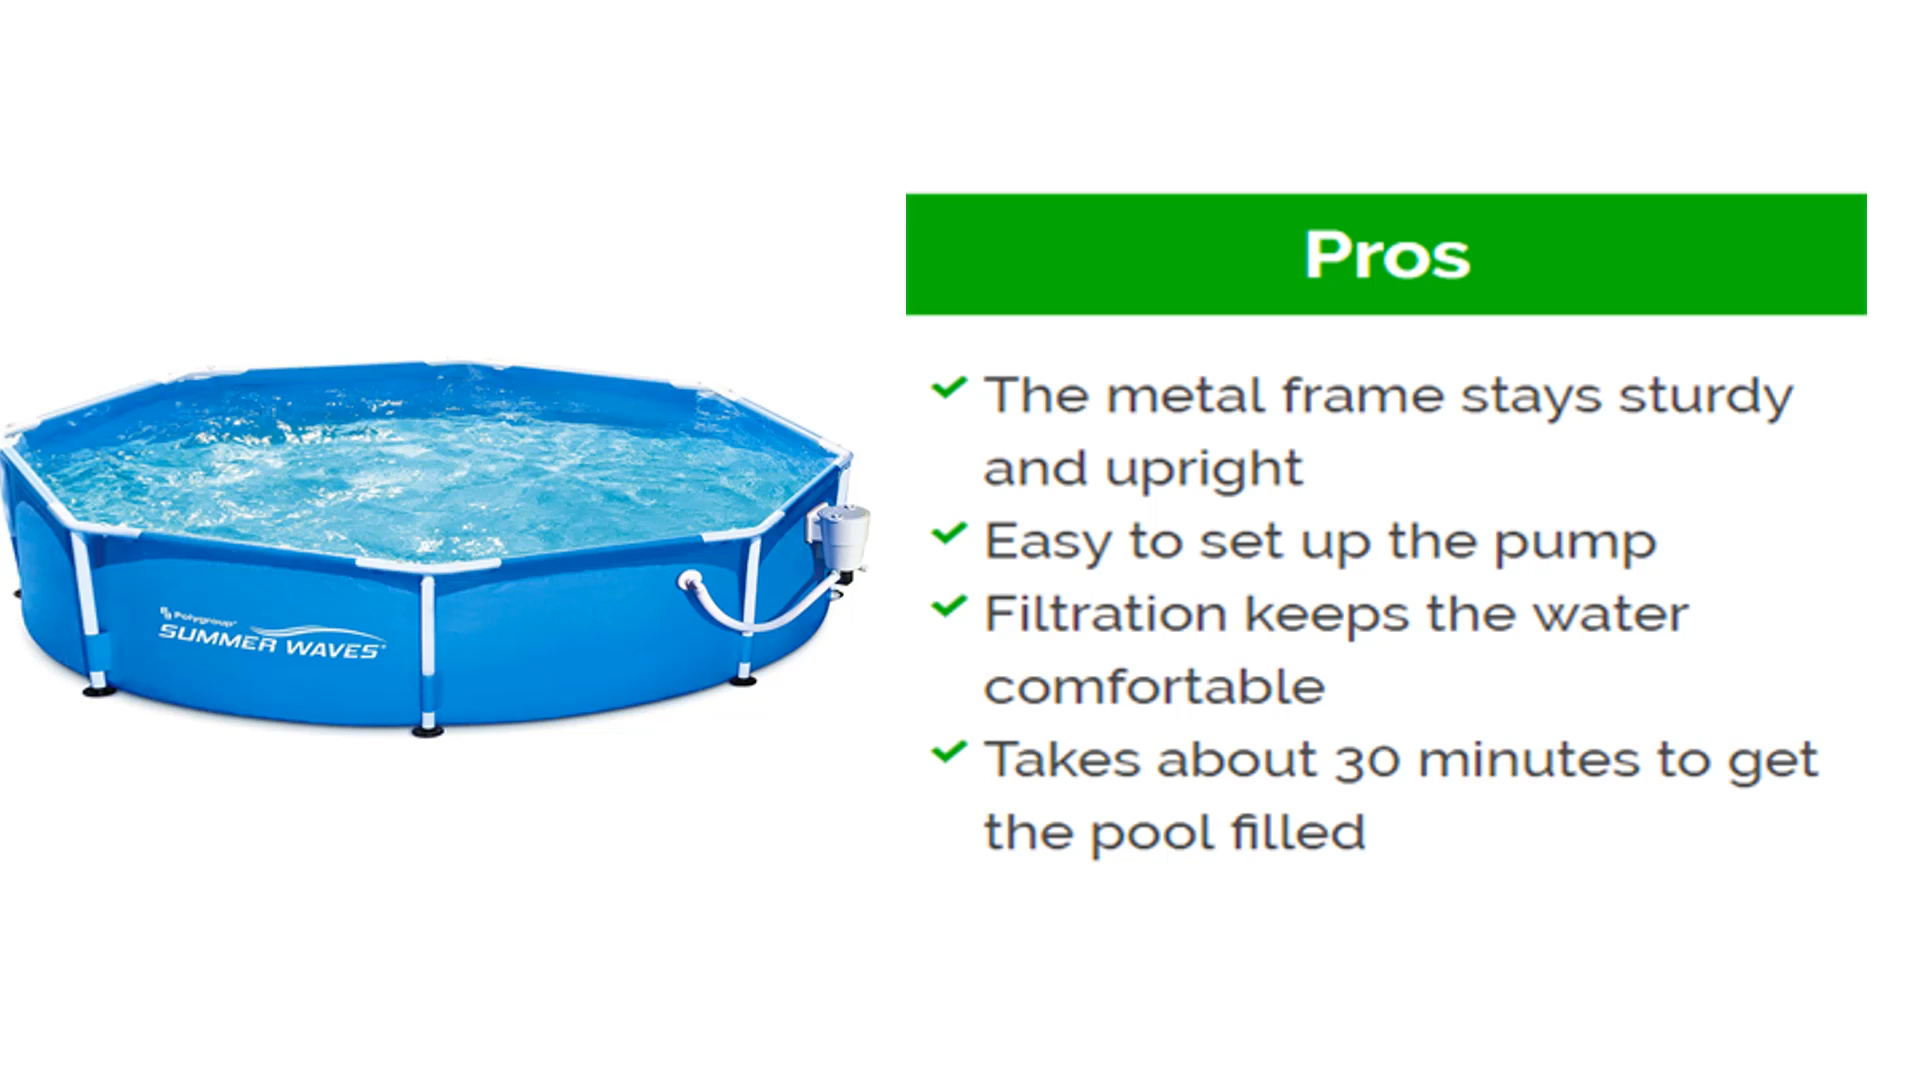 Polygroup®
SUMMER WAVES®
Pros
The metal frame stays sturdy
and upright
Easy to set up the pump
Filtration keeps the water
comfortable
Takes about 30 minutes to get
the pool filled